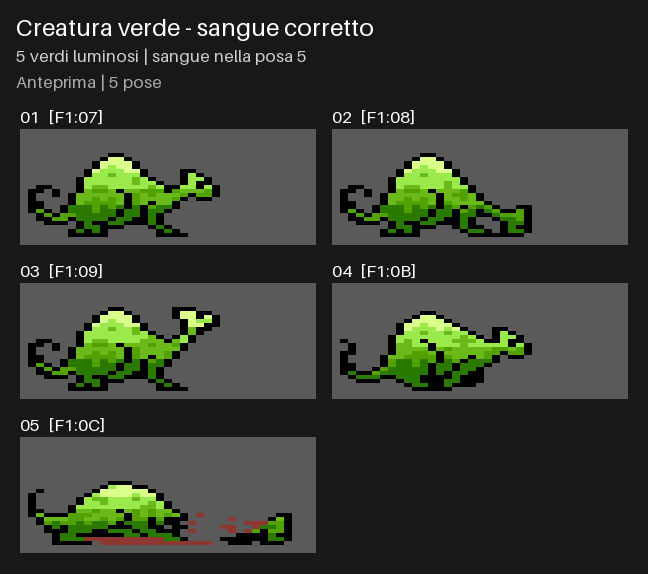 Creatura verde - sangue corretto
5 verdi luminosi | sangue nella posa 5
Anteprima | 5 pose
01 [F1:07]
02 [F1:08]
03 [F1:09]
04 [F1:0B]
05 [F1:0C]